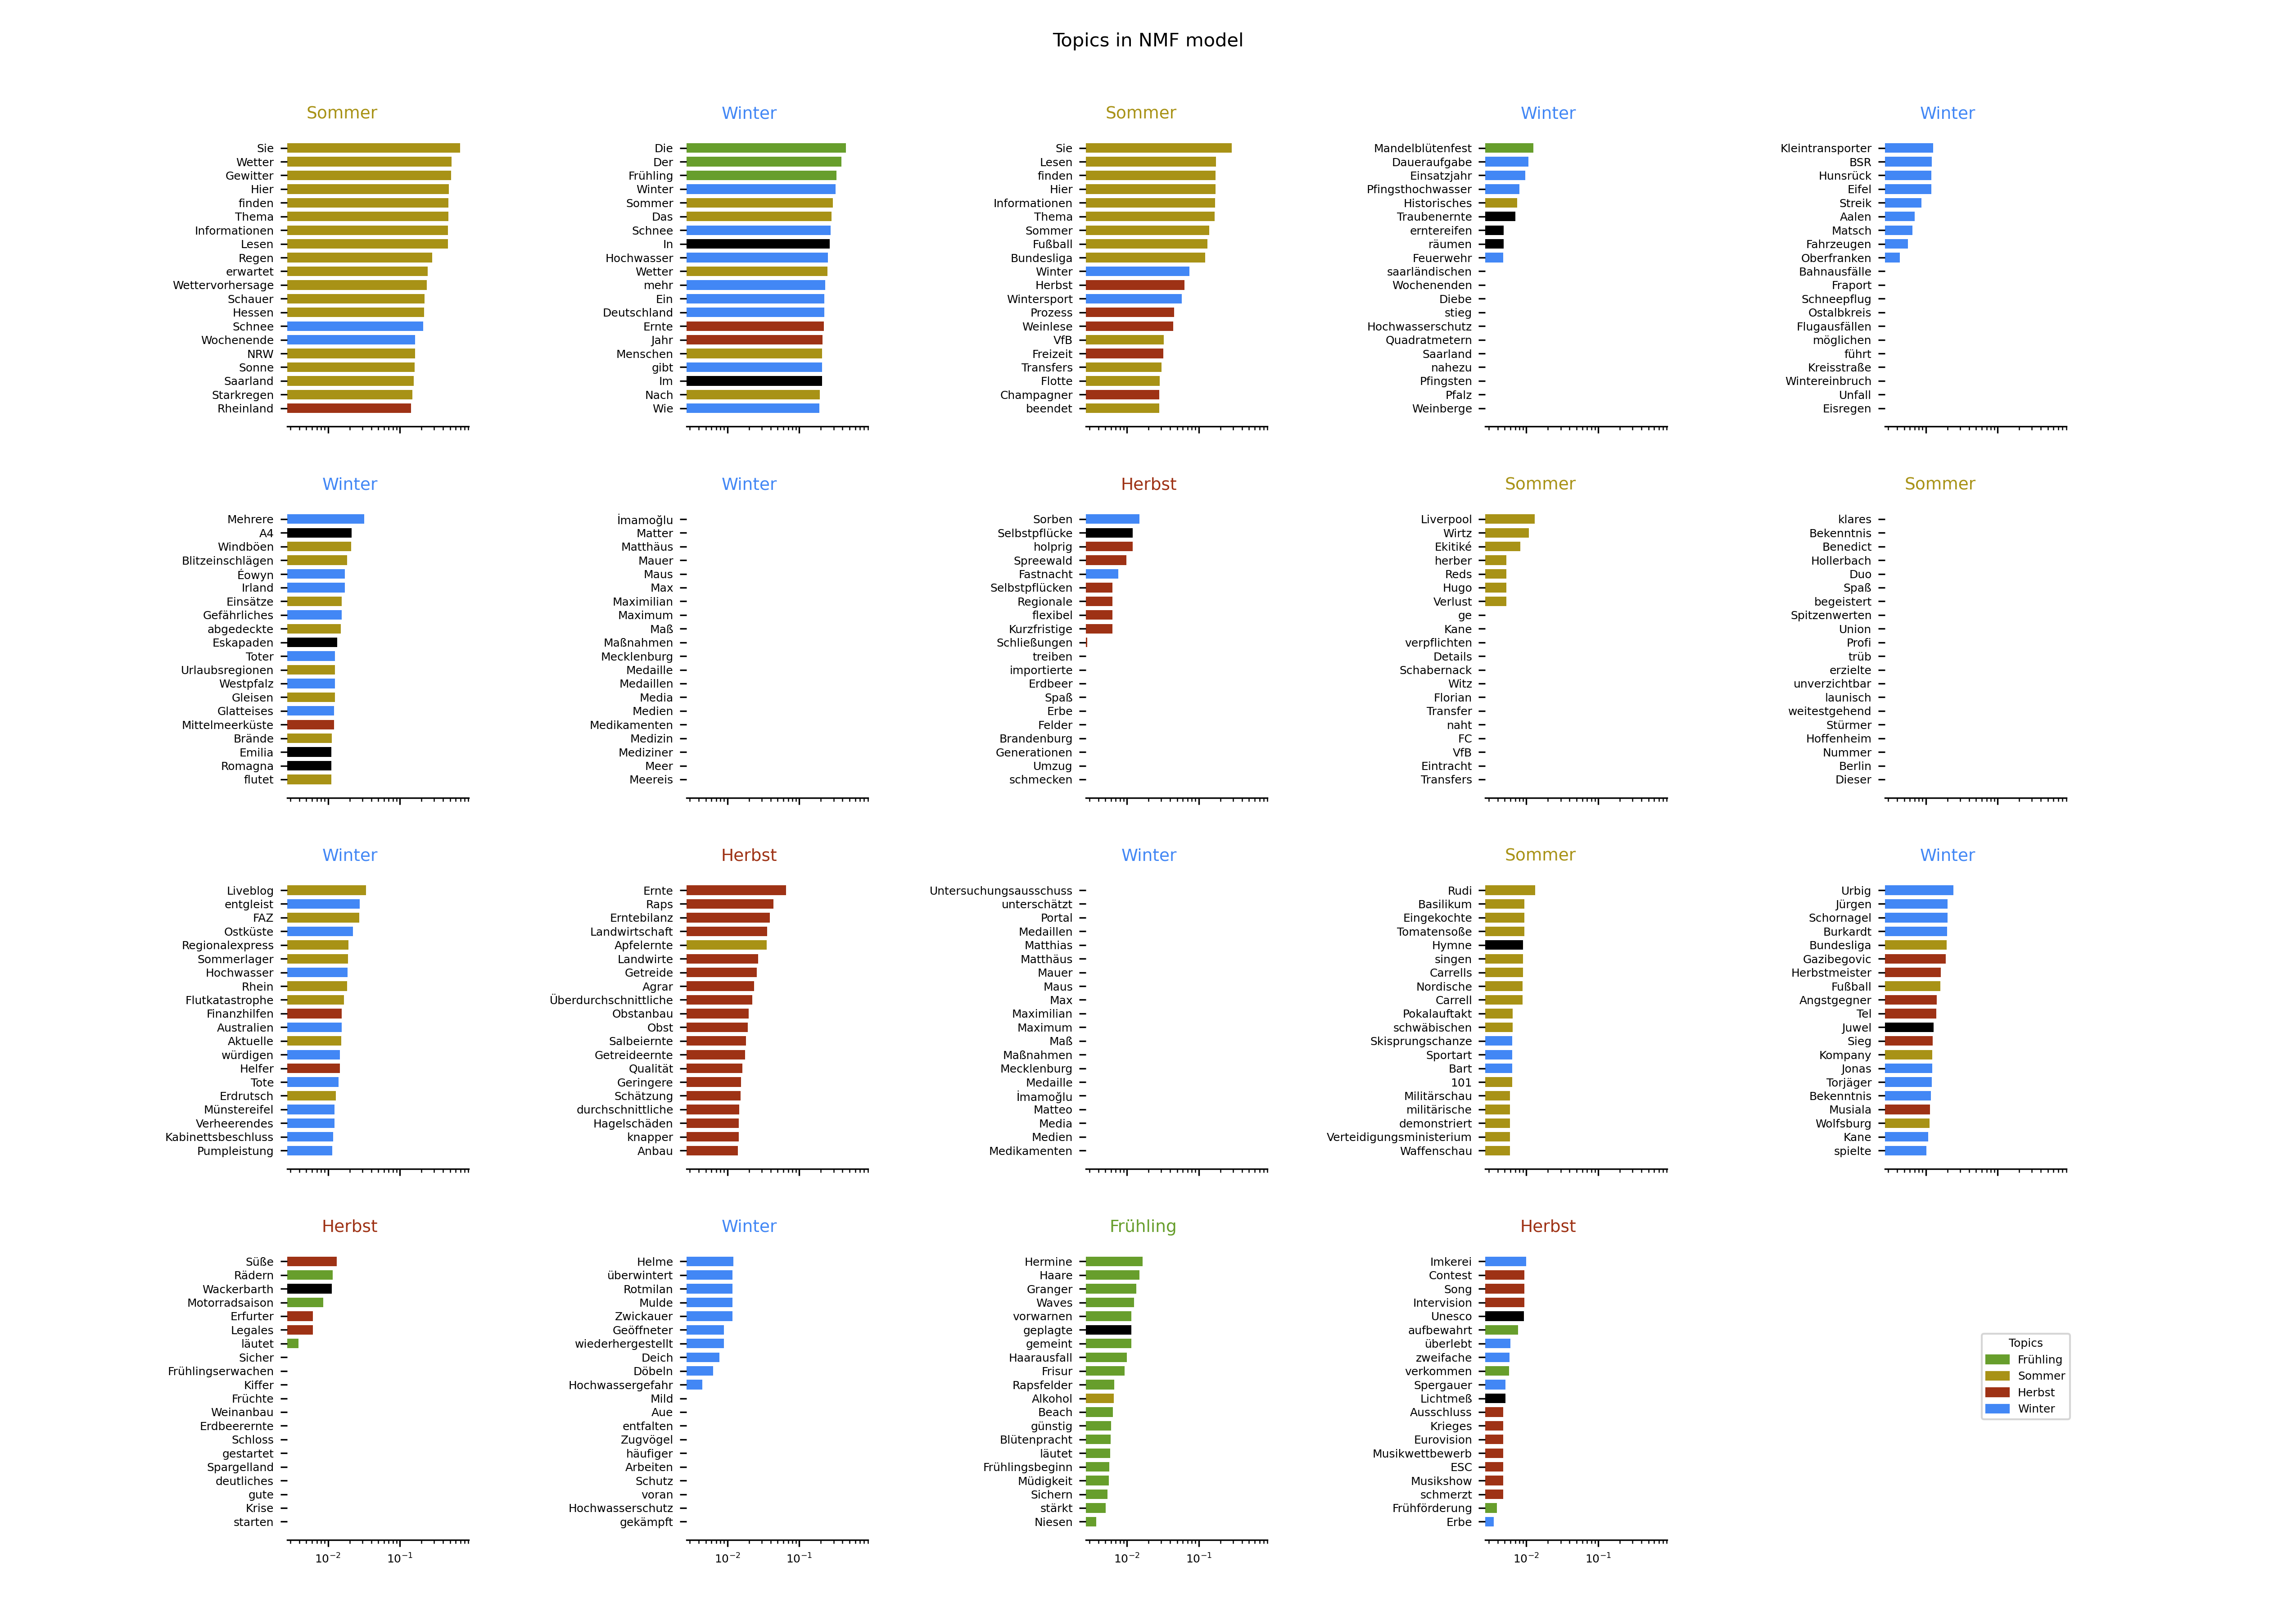 Topics in NMF model
Sommer
Sie
Wetter
Gewitter
Hier
finden
Thema
Informationen
Lesen
Regen
erwartet
Wettervorhersage
Schauer
Hessen
Schnee
Wochenende
NRW
Sonne
Saarland
Starkregen
Rheinland
Winter
Die
Der
Frühling
Winter
Sommer
Das
Schnee
In
Hochwasser
Wetter
mehr
Ein
Deutschland
Ernte
Jahr
Menschen
gibt
Im
Nach
Wie
Sommer
Sie
Lesen
finden
Hier
Informationen
Thema
Sommer
Fußball
Bundesliga
Winter
Herbst
Wintersport
Prozess
Weinlese
VfB
Freizeit
Transfers
Flotte
Champagner
beendet
Winter
Mandelblütenfest
Daueraufgabe
Einsatzjahr
Pfingsthochwasser
Historisches
Traubenernte
erntereifen
räumen
Feuerwehr
saarländischen
Wochenenden
Diebe
stieg
Hochwasserschutz
Quadratmetern
Saarland
nahezu
Pfingsten
Pfalz
Weinberge
Winter
Kleintransporter
BSR
Hunsrück
Eifel
Streik
Aalen
Matsch
Fahrzeugen
Oberfranken
Bahnausfälle
Fraport
Schneepflug
Ostalbkreis
Flugausfällen
möglichen
führt
Kreisstraße
Wintereinbruch
Unfall
Eisregen
Winter
Mehrere
A4
Windböen
Blitzeinschlägen
Éowyn
Irland
Einsätze
Gefährliches
abgedeckte
Eskapaden
Toter
Urlaubsregionen
Westpfalz
Gleisen
Glatteises
Mittelmeerküste
Brände
Emilia
Romagna
flutet
Winter
İmamoğlu
Matter
Matthäus
Mauer
Maus
Max
Maximilian
Maximum
Maß
Maßnahmen
Mecklenburg
Medaille
Medaillen
Media
Medien
Medikamenten
Medizin
Mediziner
Meer
Meereis
Herbst
Sorben
Selbstpflücke
holprig
Spreewald
Fastnacht
Selbstpflücken
Regionale
flexibel
Kurzfristige
Schließungen
treiben
importierte
Erdbeer
Spaß
Erbe
Felder
Brandenburg
Generationen
Umzug
schmecken
Sommer
Liverpool
Wirtz
Ekitiké
herber
Reds
Hugo
Verlust
ge
Kane
verpflichten
Details
Schabernack
Witz
Florian
Transfer
naht
FC
VfB
Eintracht
Transfers
Sommer
klares
Bekenntnis
Benedict
Hollerbach
Duo
Spaß
begeistert
Spitzenwerten
Union
Profi
trüb
erzielte
unverzichtbar
launisch
weitestgehend
Stürmer
Hoffenheim
Nummer
Berlin
Dieser
Winter
Liveblog
entgleist
FAZ
Ostküste
Regionalexpress
Sommerlager
Hochwasser
Rhein
Flutkatastrophe
Finanzhilfen
Australien
Aktuelle
würdigen
Helfer
Tote
Erdrutsch
Münstereifel
Verheerendes
Kabinettsbeschluss
Pumpleistung
Herbst
Ernte
Raps
Erntebilanz
Landwirtschaft
Apfelernte
Landwirte
Getreide
Agrar
Überdurchschnittliche
Obstanbau
Obst
Salbeiernte
Getreideernte
Qualität
Geringere
Schätzung
durchschnittliche
Hagelschäden
knapper
Anbau
Winter
Untersuchungsausschuss
unterschätzt
Portal
Medaillen
Matthias
Matthäus
Mauer
Maus
Max
Maximilian
Maximum
Maß
Maßnahmen
Mecklenburg
Medaille
İmamoğlu
Matteo
Media
Medien
Medikamenten
Sommer
Rudi
Basilikum
Eingekochte
Tomatensoße
Hymne
singen
Carrells
Nordische
Carrell
Pokalauftakt
schwäbischen
Skisprungschanze
Sportart
Bart
101
Militärschau
militärische
demonstriert
Verteidigungsministerium
Waffenschau
Winter
Urbig
Jürgen
Schornagel
Burkardt
Bundesliga
Gazibegovic
Herbstmeister
Fußball
Angstgegner
Tel
Juwel
Sieg
Kompany
Jonas
Torjäger
Bekenntnis
Musiala
Wolfsburg
Kane
spielte
Herbst
Süße
Rädern
Wackerbarth
Motorradsaison
Erfurter
Legales
läutet
Sicher
Frühlingserwachen
Kiffer
Früchte
Weinanbau
Erdbeerernte
Schloss
gestartet
Spargelland
deutliches
gute
Krise
starten
10⁻² 10⁻¹
Winter
Helme
überwintert
Rotmilan
Mulde
Zwickauer
Geöffneter
wiederhergestellt
Deich
Döbeln
Hochwassergefahr
Mild
Aue
entfalten
Zugvögel
häufiger
Arbeiten
Schutz
voran
Hochwasserschutz
gekämpft
10⁻² 10⁻¹
Frühling
Hermine
Haare
Granger
Waves
vorwarnen
geplagte
gemeint
Haarausfall
Frisur
Rapsfelder
Alkohol
Beach
günstig
Blütenpracht
läutet
Frühlingsbeginn
Müdigkeit
Sichern
stärkt
Niesen
10⁻² 10⁻¹
Herbst
Imkerei
Contest
Song
Intervision
Unesco
aufbewahrt
überlebt
zweifache
verkommen
Spergauer
Lichtmeß
Ausschluss
Krieges
Eurovision
Musikwettbewerb
ESC
Musikshow
schmerzt
Frühförderung
Erbe
10⁻² 10⁻¹
Topics
Frühling
Sommer
Herbst
Winter